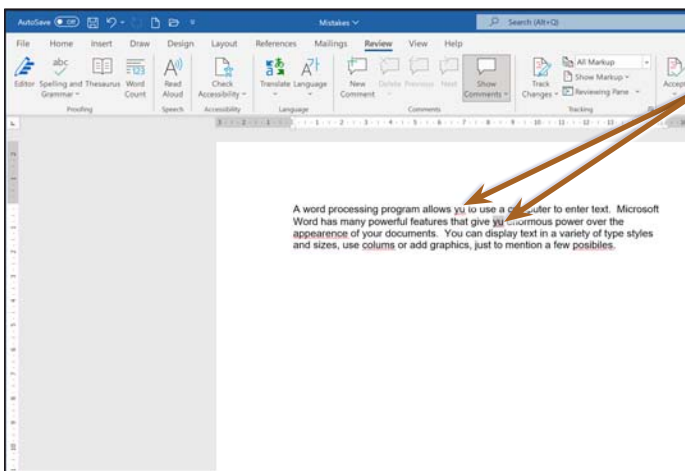 AutoSave Off Mistakes Search (Alt+Q)
File Home Insert Draw Design Layout References Mailings Review View Help
Editor Spelling and Grammar Thesaurus Word Count Read Aloud Check Accessibility Translate Language New Comment Delete Previous Next Show Comments Track Changes All Markup Show Markup Reviewing Pane Accept
Proofing Speech Accessibility Language Comments Tracking
A word processing program allows yu to use a computer to enter text. Microsoft
Word has many powerful features that give yu enormous power over the
appearence of your documents. You can display text in a variety of type styles
and sizes, use colums or add graphics, just to mention a few posibiles.